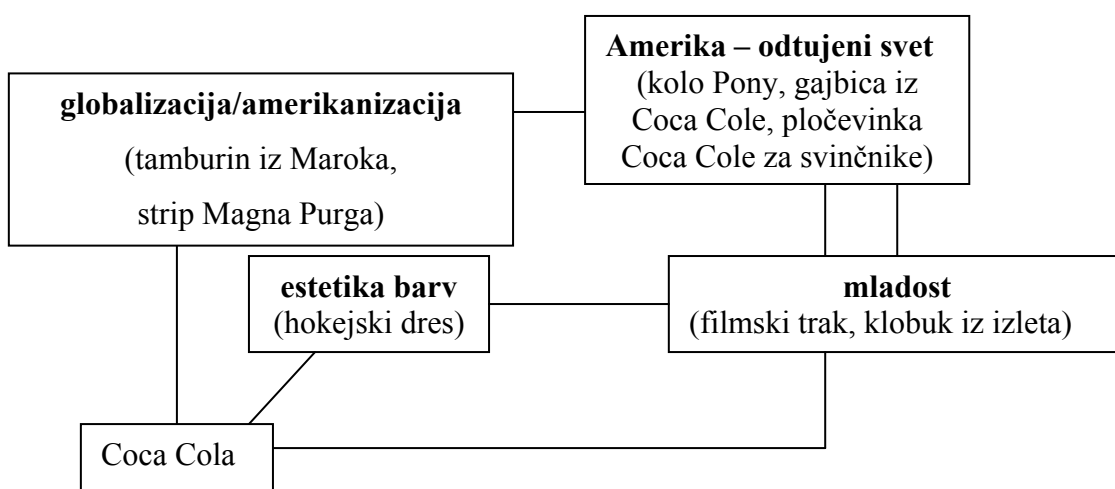 Amerika – odtujeni svet
(kolo Pony, gajbica iz
Coca Cole, pločevinka
Coca Cole za svinčnike)
globalizacija/amerikanizacija
(tamburin iz Maroka,
strip Magna Purga)
estetika barv
(hokejski dres)
mladost
(filmski trak, klobuk iz izleta)
Coca Cola